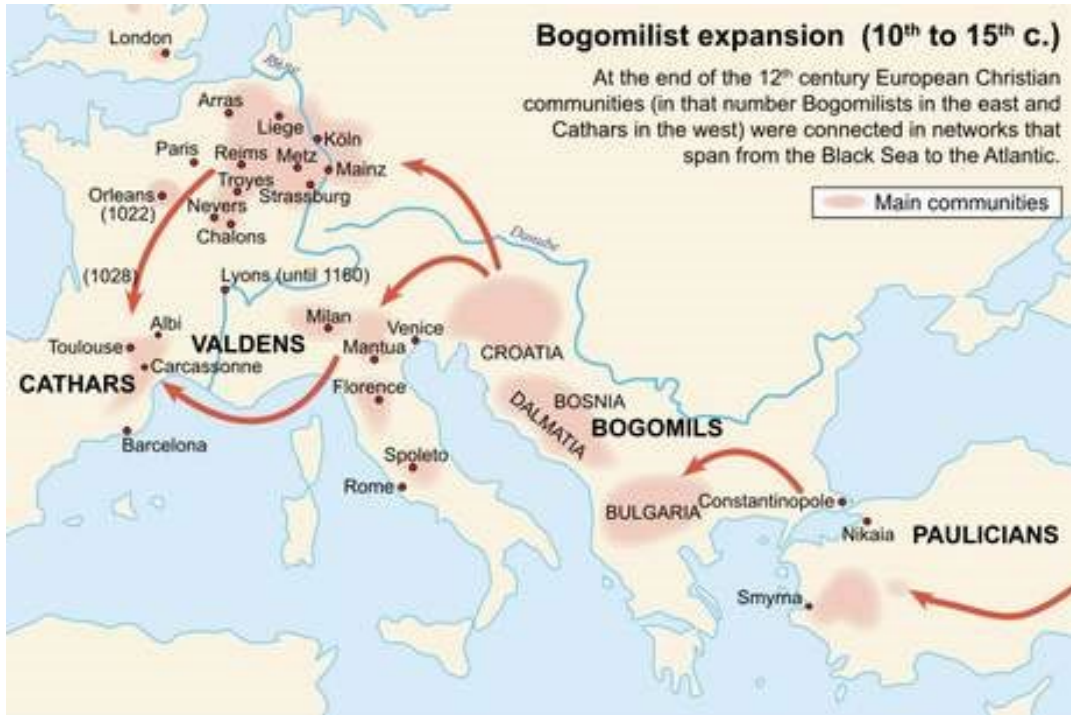 Bogomilist expansion (10th to 15th c.)
At the end of the 12th century European Christian
communities (in that number Bogomilists in the east and
Cathars in the west) were connected in networks that
span from the Black Sea to the Atlantic.
Main communities
London
Rhine
Arras
Liege
Köln
Paris
Reims
Metz
Mainz
Troyes
Orleans
(1022)
Strassburg
Nevers
Chalons
Danube
(1028)
Lyons (until 1160)
Albi
Milan
Venice
Toulouse
VALDENS
Mantua
CROATIA
Carcassonne
CATHARS
Florence
BOSNIA
DALMATIA
BOGOMILS
Barcelona
Spoleto
Rome
BULGARIA
Constantinople
Nikaia
PAULICIANS
Smyrna